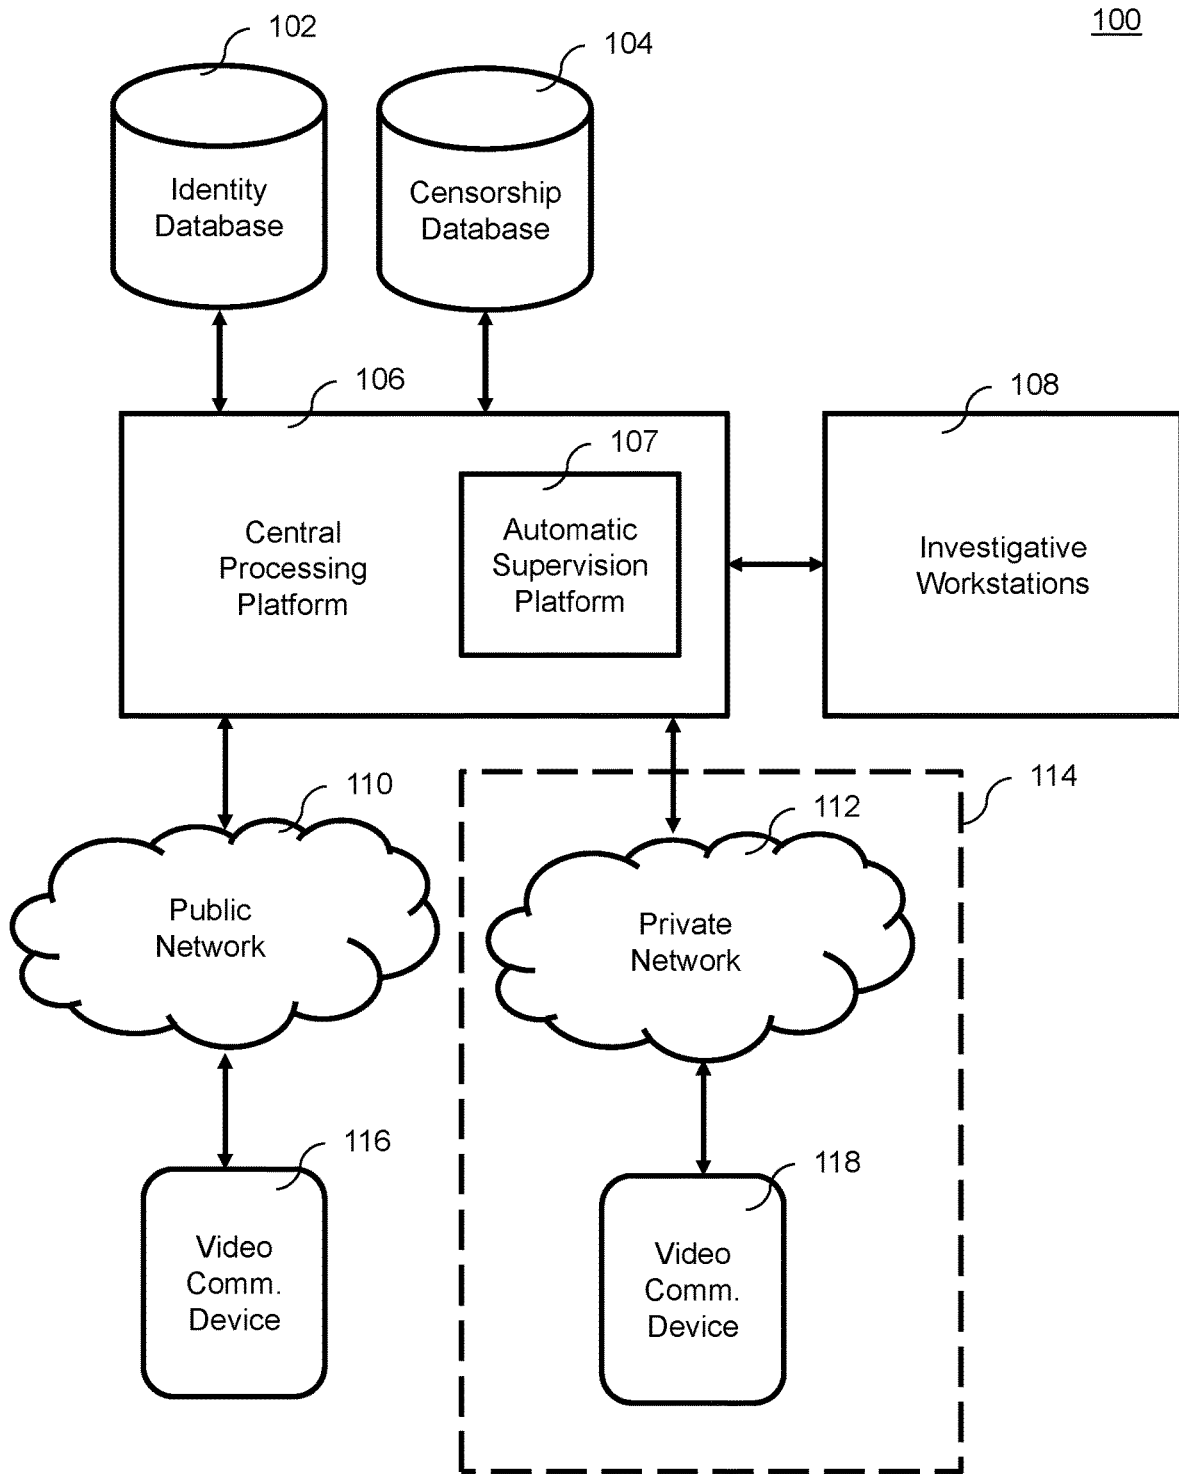 100
102
104
Identity
Database
Censorship
Database
106
108
107
Central
Processing
Platform
Automatic
Supervision
Platform
Investigative
Workstations
110
112
114
Public
Network
Private
Network
116
118
Video
Comm.
Device
Video
Comm.
Device